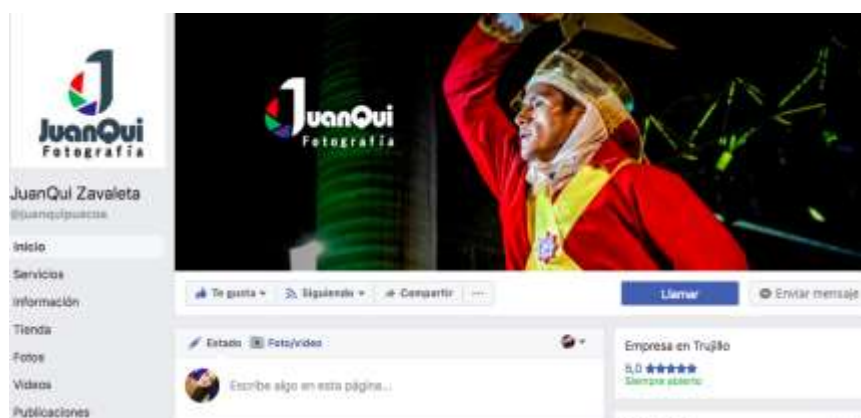 JuanQui
Fotografía
JuanQui
Fotografía
JuanQui Zavaleta
Inicio
Servicios
Información
Tienda
Fotos
Videos
Publicaciones
Te gusta
Siguiendo
Compartir
Llamar
Enviar mensaje
Estado
Foto/video
Escribe algo en esta página...
Empresa en Trujillo
5,0 ★★★★★
Siempre abierto